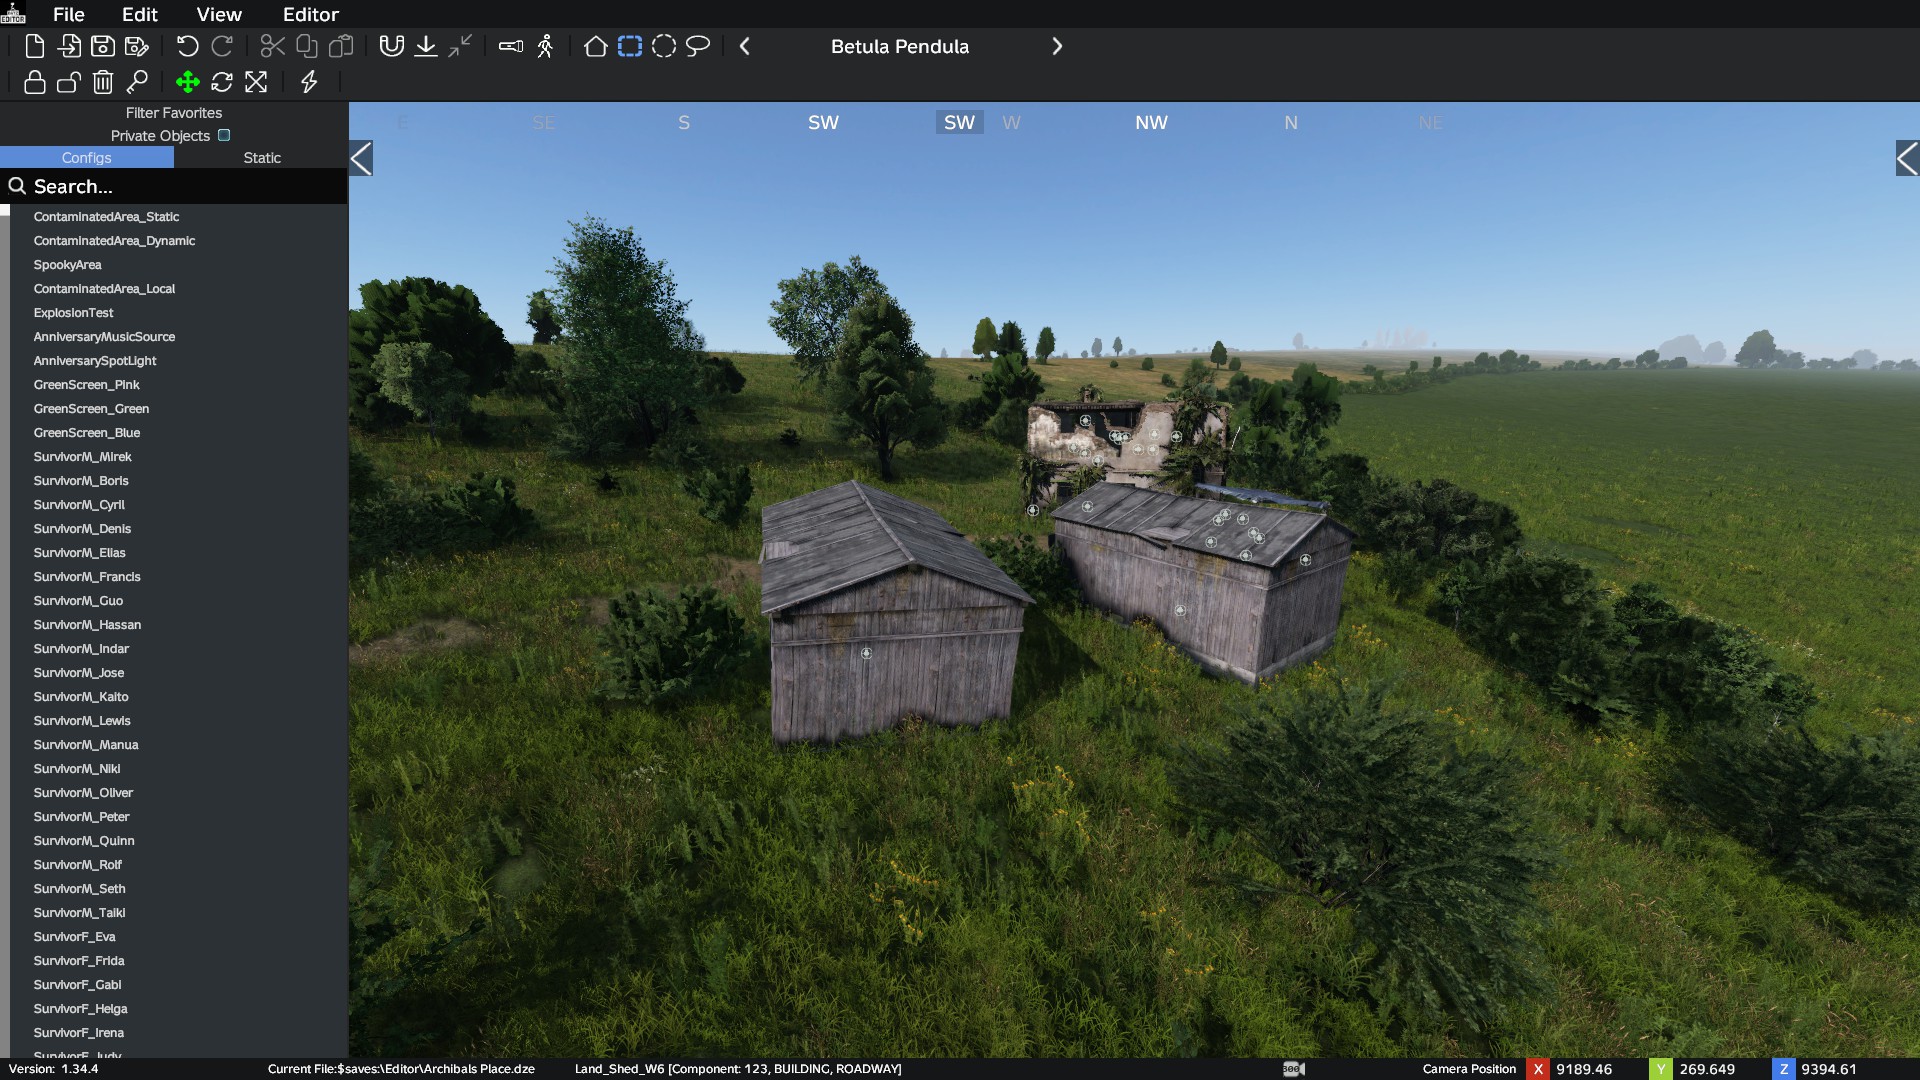 EDITOR
File Edit View Editor
Betula Pendula
Filter Favorites
Private Objects
Configs Static
Search...
ContaminatedArea_Static
ContaminatedArea_Dynamic
SpookyArea
ContaminatedArea_Local
ExplosionTest
AnniversaryMusicSource
AnniversarySpotLight
GreenScreen_Pink
GreenScreen_Green
GreenScreen_Blue
SurvivorM_Mirek
SurvivorM_Boris
SurvivorM_Cyril
SurvivorM_Denis
SurvivorM_Elias
SurvivorM_Francis
SurvivorM_Guo
SurvivorM_Hassan
SurvivorM_Indar
SurvivorM_Jose
SurvivorM_Kaito
SurvivorM_Lewis
SurvivorM_Manua
SurvivorM_Niki
SurvivorM_Oliver
SurvivorM_Peter
SurvivorM_Quinn
SurvivorM_Rolf
SurvivorM_Seth
SurvivorM_Taiki
SurvivorF_Eva
SurvivorF_Frida
SurvivorF_Gabi
SurvivorF_Helga
SurvivorF_Irena
SurvivorF_Judy
E SE S SW SW W NW N NE
Version: 1.34.4
Current File:$saves:\Editor\Archibals Place.dze
Land_Shed_W6 [Component: 123, BUILDING, ROADWAY]
Camera Position X 9189.46 Y 269.649 Z 9394.61